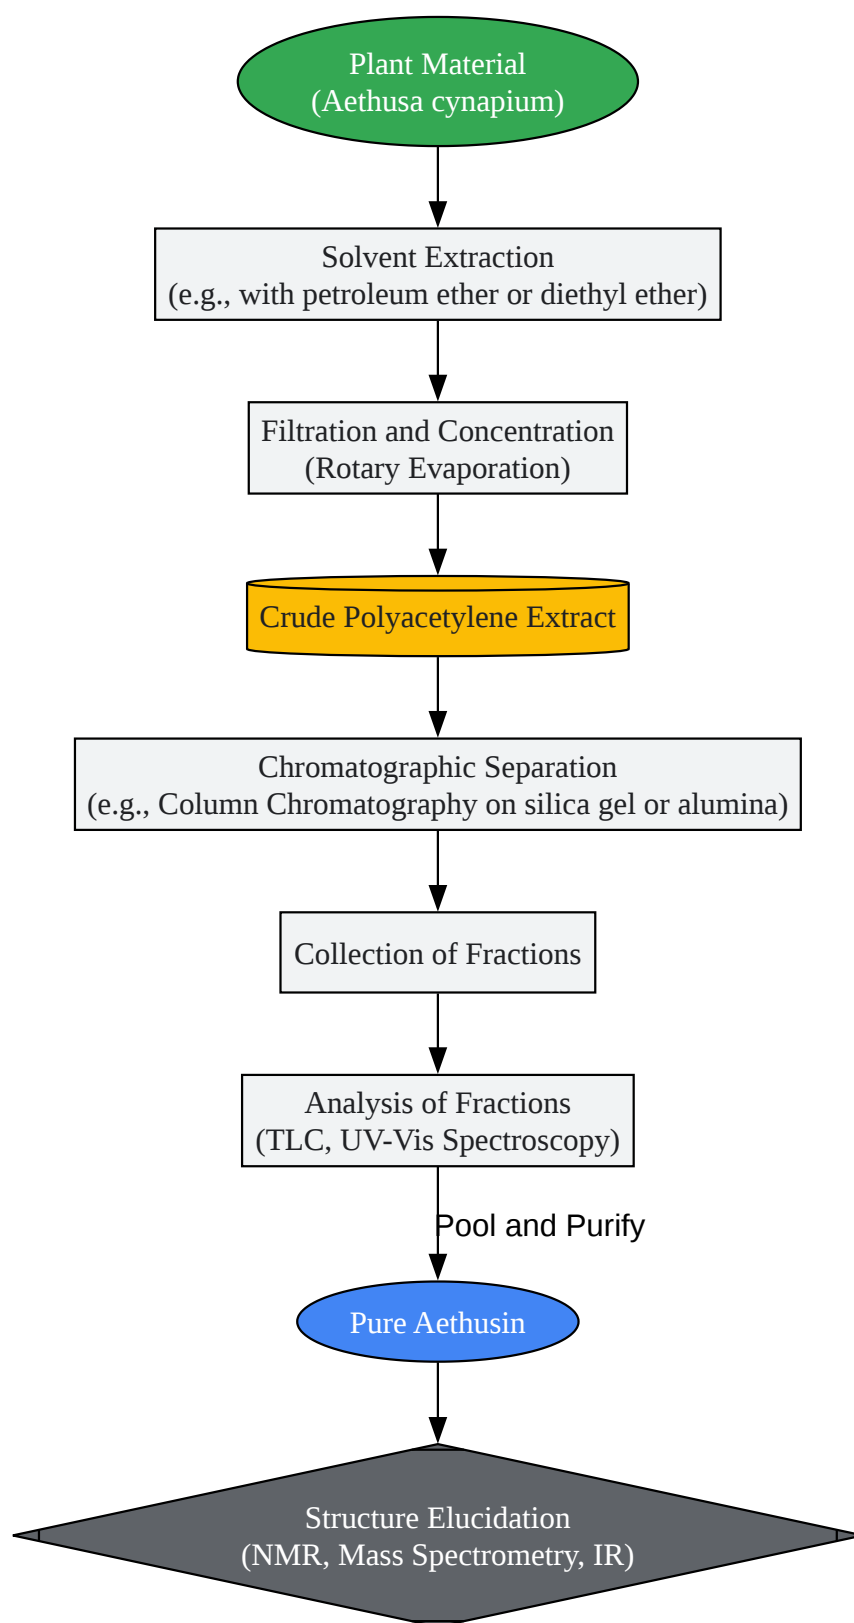 Plant Material
(Aethusa cynapium)
Solvent Extraction
(e.g., with petroleum ether or diethyl ether)
Filtration and Concentration
(Rotary Evaporation)
Crude Polyacetylene Extract
Chromatographic Separation
(e.g., Column Chromatography on silica gel or alumina)
Collection of Fractions
Analysis of Fractions
(TLC, UV-Vis Spectroscopy)
Pool and Purify
Pure Aethusin
Structure Elucidation
(NMR, Mass Spectrometry, IR)